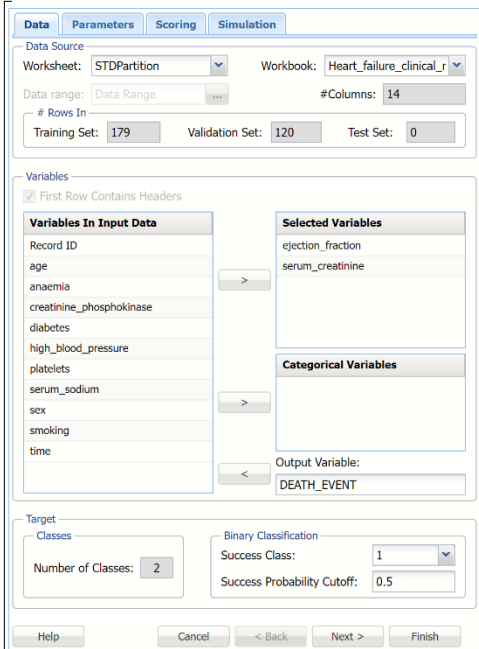 Data Parameters Scoring Simulation
Data Source
Worksheet: STDPartition Workbook: Heart_failure_clinical_r
Data range: Data Range ... #Columns: 14
# Rows In
Training Set: 179 Validation Set: 120 Test Set: 0
Variables
First Row Contains Headers
Variables In Input Data
Record ID
age
anaemia
creatinine_phosphokinase
diabetes
high_blood_pressure
platelets
serum_sodium
sex
smoking
time
>
>
<
Selected Variables
ejection_fraction
serum_creatinine
Categorical Variables
Output Variable:
DEATH_EVENT
Target
Classes
Number of Classes: 2
Binary Classification
Success Class: 1
Success Probability Cutoff: 0.5
Help Cancel < Back Next > Finish